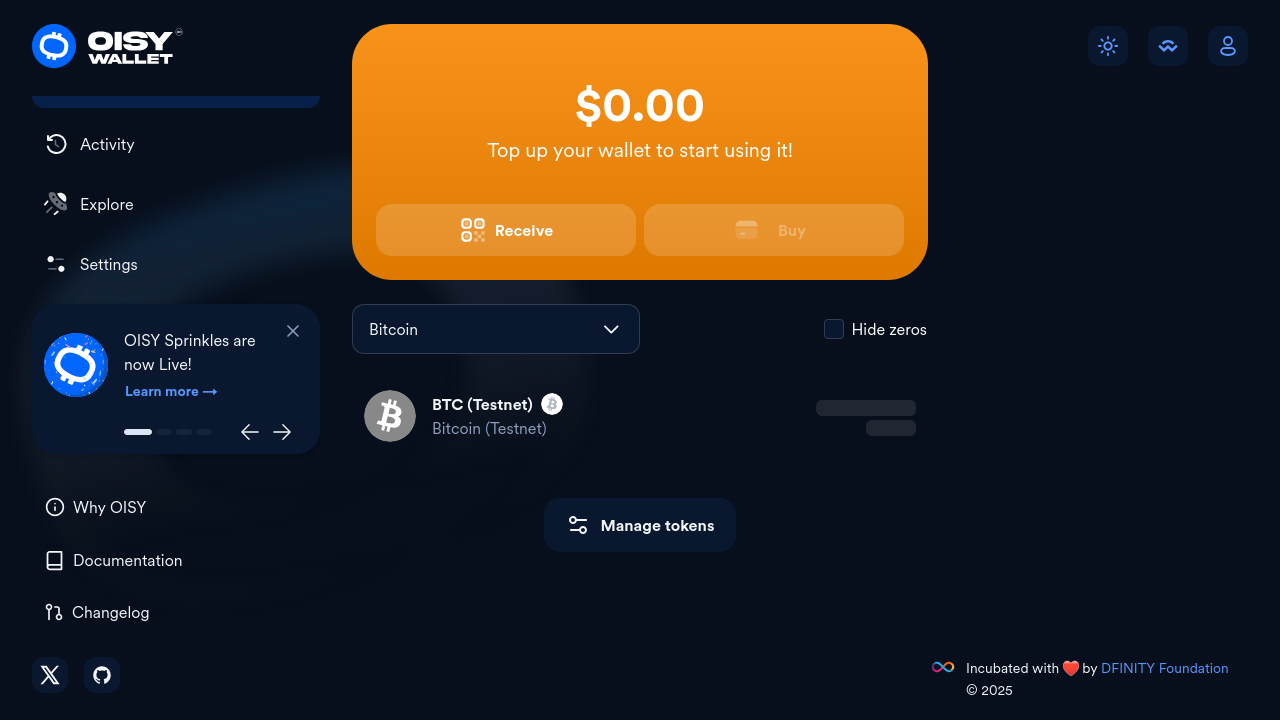 OISY
WALLET
Activity
Explore
Settings
OISY Sprinkles are
now Live!
Learn more →
Why OISY
Documentation
Changelog
$0.00
Top up your wallet to start using it!
Receive
Buy
Bitcoin
Hide zeros
BTC (Testnet)
Bitcoin (Testnet)
Manage tokens
Incubated with ❤️ by DFINITY Foundation
© 2025